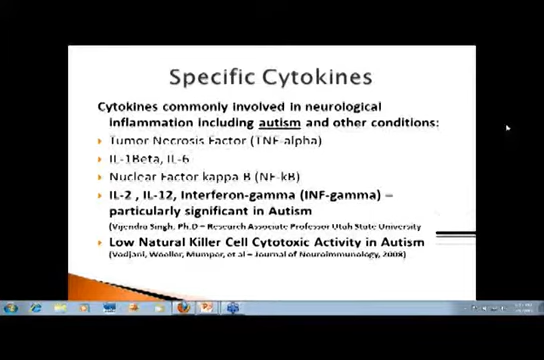 Specific Cytokines
Cytokines commonly involved in neurological
inflammation including autism and other conditions:
Tumor Necrosis Factor (TNF-alpha)
IL-1Beta, IL-6
Nuclear Factor kappa B (NF-kB)
IL-2 , IL-12, Interferon-gamma (INF-gamma) –
particularly significant in Autism
(Vijendra Singh, Ph.D – Research Associate Professor Utah State University
Low Natural Killer Cell Cytotoxic Activity in Autism
(Vodjani, Woeller, Mumper, et al – Journal of Neuroimmunology, 2008)